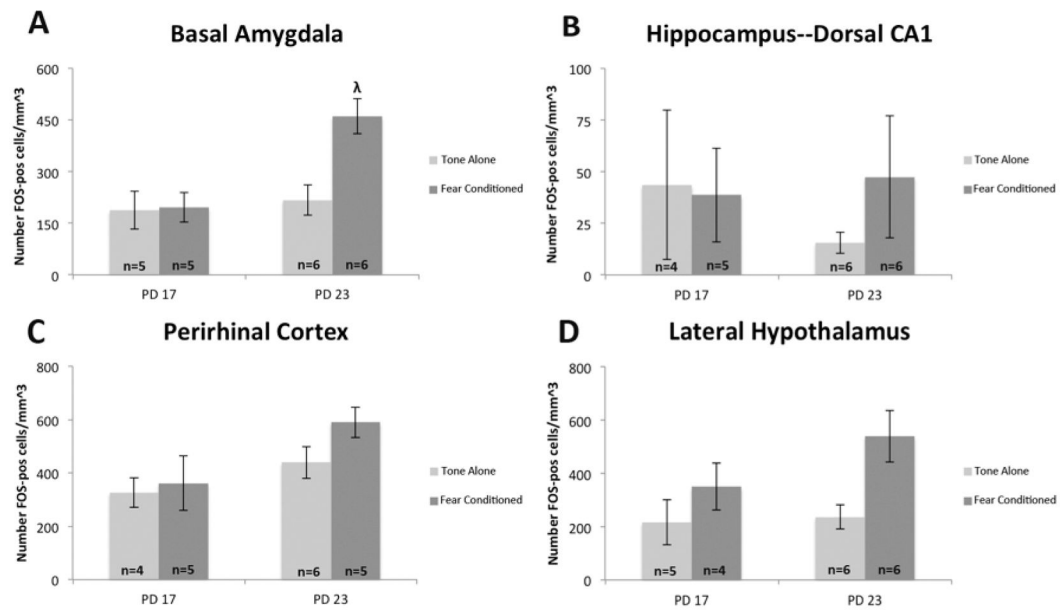 A
Basal Amygdala
Number FOS-pos cells/mm^3
600
450
300
150
0
λ
Tone Alone
Fear Conditioned
n=5
n=5
n=6
n=6
PD 17
PD 23
B
Hippocampus--Dorsal CA1
Number FOS-pos cells/mm^3
100
75
50
25
0
Tone Alone
Fear Conditioned
n=4
n=5
n=6
n=6
PD 17
PD 23
C
Perirhinal Cortex
Number FOS-pos cells/mm^3
800
600
400
200
0
Tone Alone
Fear Conditioned
n=4
n=5
n=6
n=5
PD 17
PD 23
D
Lateral Hypothalamus
Number FOS-pos cells/mm^3
800
600
400
200
0
Tone Alone
Fear Conditioned
n=5
n=4
n=6
n=6
PD 17
PD 23